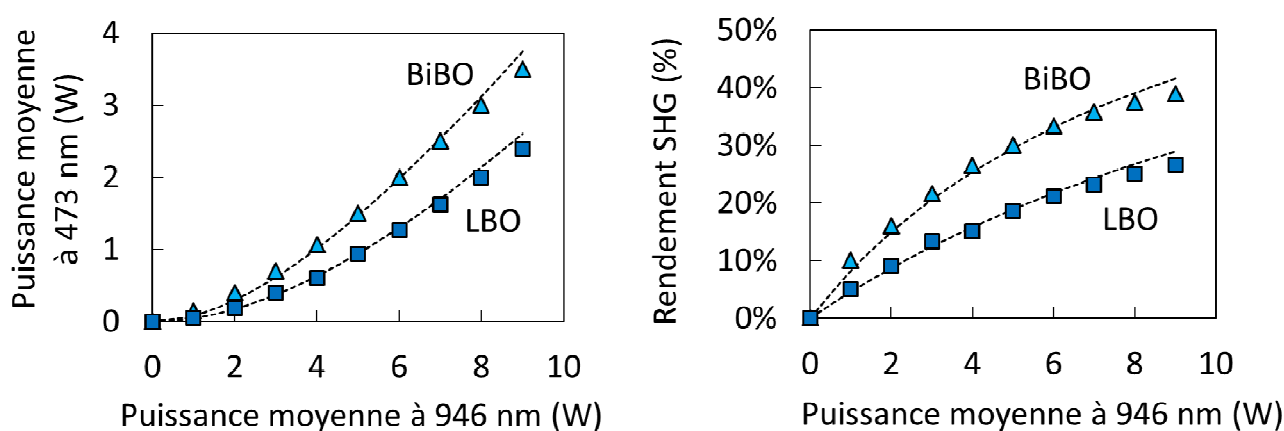 Puissance moyenne
à 473 nm (W)
4
3
2
1
0
BiBO
LBO
0 2 4 6 8 10
Puissance moyenne à 946 nm (W)
Rendement SHG (%)
50%
40%
30%
20%
10%
0%
BiBO
LBO
0 2 4 6 8 10
Puissance moyenne à 946 nm (W)